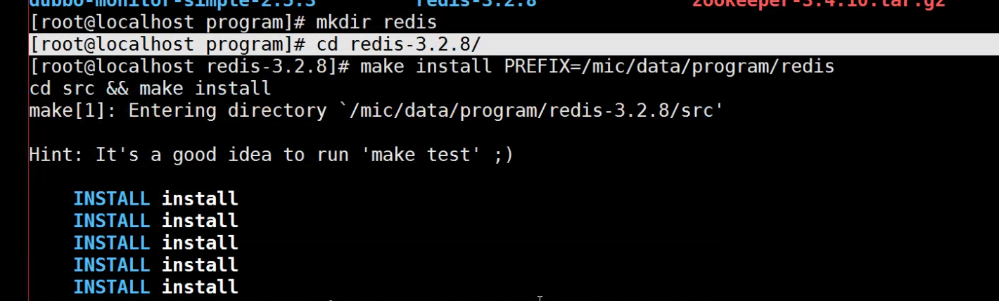 dubbo-monitor-simple-2.5.3 redis-3.2.8 zookeeper-3.4.10.tar.gz
[root@localhost program]# mkdir redis
[root@localhost program]# cd redis-3.2.8/
[root@localhost redis-3.2.8]# make install PREFIX=/mic/data/program/redis
cd src && make install
make[1]: Entering directory `/mic/data/program/redis-3.2.8/src'
Hint: It's a good idea to run 'make test' ;)
INSTALL install
INSTALL install
INSTALL install
INSTALL install
INSTALL install